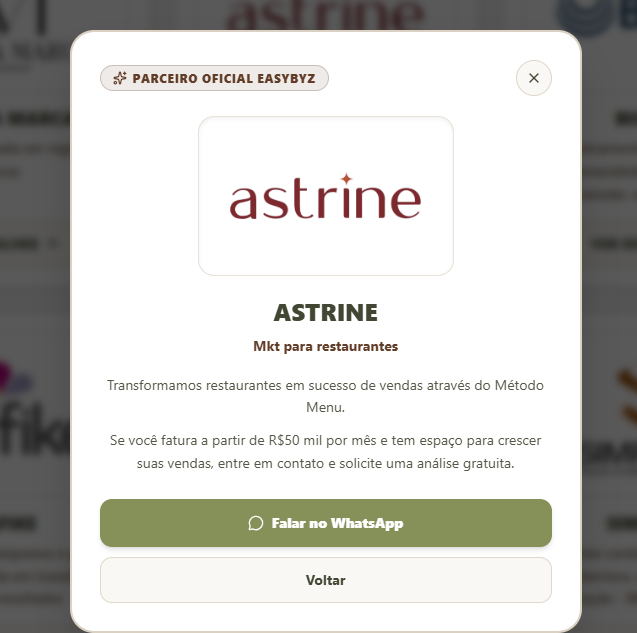 astrine
PARCEIRO OFICIAL EASYBYZ
astrine
ASTRINE
Mkt para restaurantes
Transformamos restaurantes em sucesso de vendas através do Método
Menu.
Se você fatura a partir de R$50 mil por mês e tem espaço para crescer
suas vendas, entre em contato e solicite uma análise gratuita.
Falar no WhatsApp
Voltar